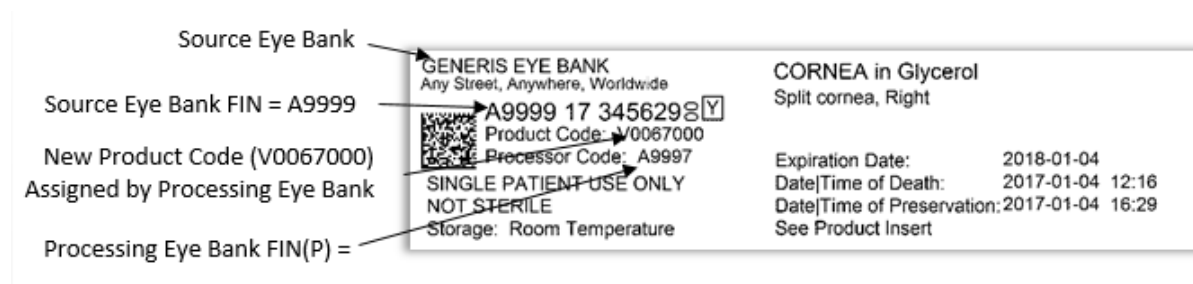 Source Eye Bank
Source Eye Bank FIN = A9999
New Product Code (V0067000)
Assigned by Processing Eye Bank
Processing Eye Bank FIN(P) =
GENERIS EYE BANK
Any Street, Anywhere, Worldwide
A9999 17 345629 00 Y
Product Code: V0067000
Processor Code: A9997
SINGLE PATIENT USE ONLY
NOT STERILE
Storage: Room Temperature
CORNEA in Glycerol
Split cornea, Right
Expiration Date: 2018-01-04
Date|Time of Death: 2017-01-04 12:16
Date|Time of Preservation: 2017-01-04 16:29
See Product Insert